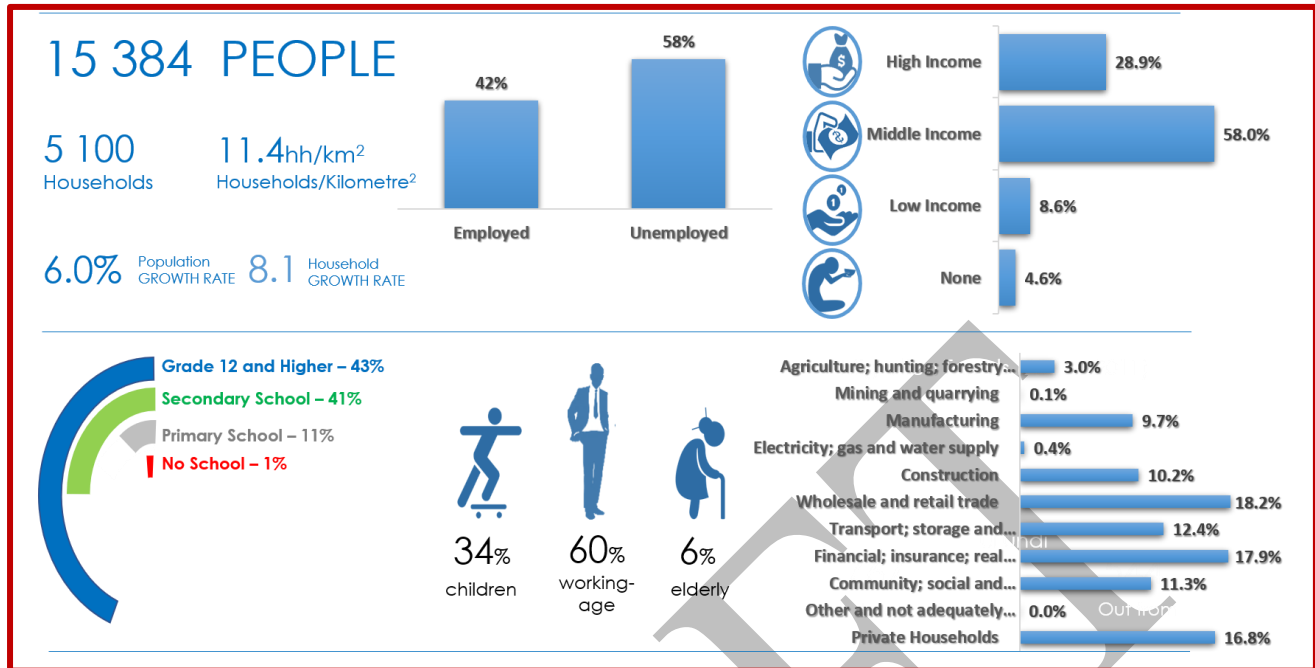 15 384 PEOPLE
5 100
Households
11.4hh/km²
Households/Kilometre²
6.0% Population
GROWTH RATE
8.1 Household
GROWTH RATE
42%
58%
Employed
Unemployed
High Income 28.9%
Middle Income 58.0%
Low Income 8.6%
None 4.6%
Grade 12 and Higher – 43%
Secondary School – 41%
Primary School – 11%
No School – 1%
34%
children
60%
working-
age
6%
elderly
Agriculture; hunting; forestry... 3.0%
Mining and quarrying 0.1%
Manufacturing 9.7%
Electricity; gas and water supply 0.4%
Construction 10.2%
Wholesale and retail trade 18.2%
Transport; storage and... 12.4%
Financial; insurance; real... 17.9%
Community; social and... 11.3%
Other and not adequately... 0.0%
Out from
Private Households 16.8%